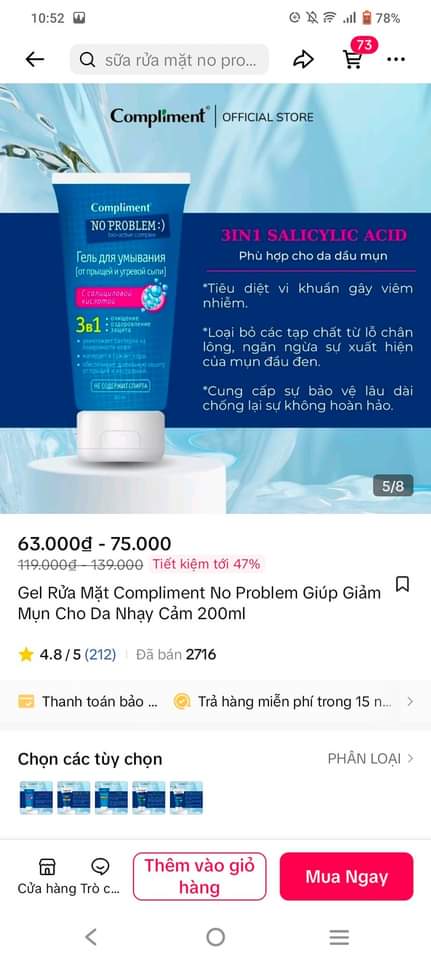 10:52
78%
sữa rửa mặt no pro...
73
Compliment
OFFICIAL STORE
Compliment
NO PROBLEM:)
Гель для умывания
[от прыщей и угревой сыпи]
С салициловой
кислотой
3в1
очищение
оздоровление
защита
НЕ СОДЕРЖИТ СПИРТА
3IN1 SALICYLIC ACID
Phù hợp cho da dầu mụn
*Tiêu diệt vi khuẩn gây viêm
nhiễm.
*Loại bỏ các tạp chất từ lỗ chân
lông, ngăn ngừa sự xuất hiện
của mụn đầu đen.
*Cung cấp sự bảo vệ lâu dài
chống lại sự không hoàn hảo.
5/8
63.000₫ - 75.000
119.000₫ - 139.000 Tiết kiệm tới 47%
Gel Rửa Mặt Compliment No Problem Giúp Giảm
Mụn Cho Da Nhạy Cảm 200ml
4.8 / 5 (212) Đã bán 2716
Thanh toán bảo ... Trả hàng miễn phí trong 15 n...
Chọn các tùy chọn PHÂN LOẠI
Thêm vào giỏ
hàng
Mua Ngay
Cửa hàng Trò c...